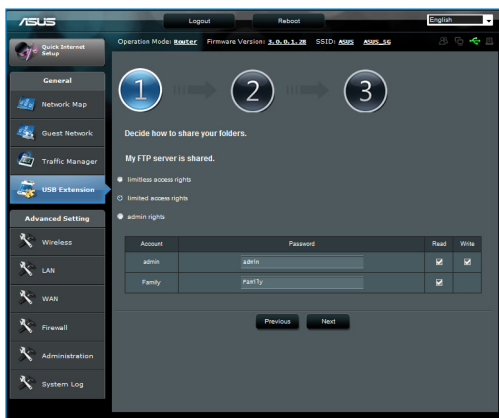 ASUS Logout Reboot English
Quick Internet Setup
Operation Mode: Router Firmware Version: 3.0.0.1.28 SSID: ASUS ASUS_5G
General
Network Map
Guest Network
Traffic Manager
USB Extension
Advanced Setting
Wireless
LAN
WAN
Firewall
Administration
System Log
1 2 3
Decide how to share your folders.
My FTP server is shared.
limitless access rights
limited access rights
admin rights
Account Password Read Write
admin admin
Family Family
Previous Next